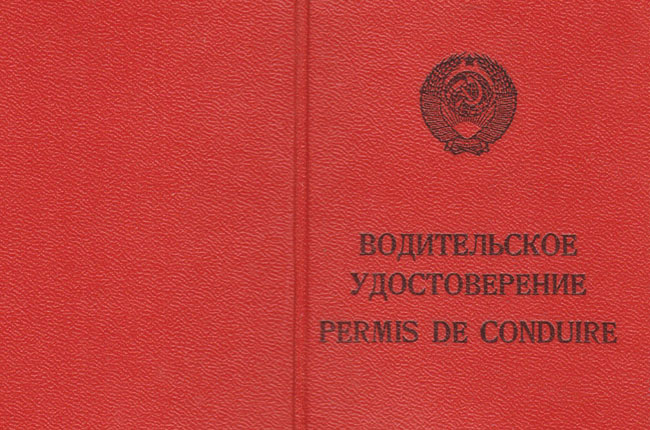 ВОДИТЕЛЬСКОЕ
УДОСТОВЕРЕНИЕ
PERMIS DE CONDUIRE